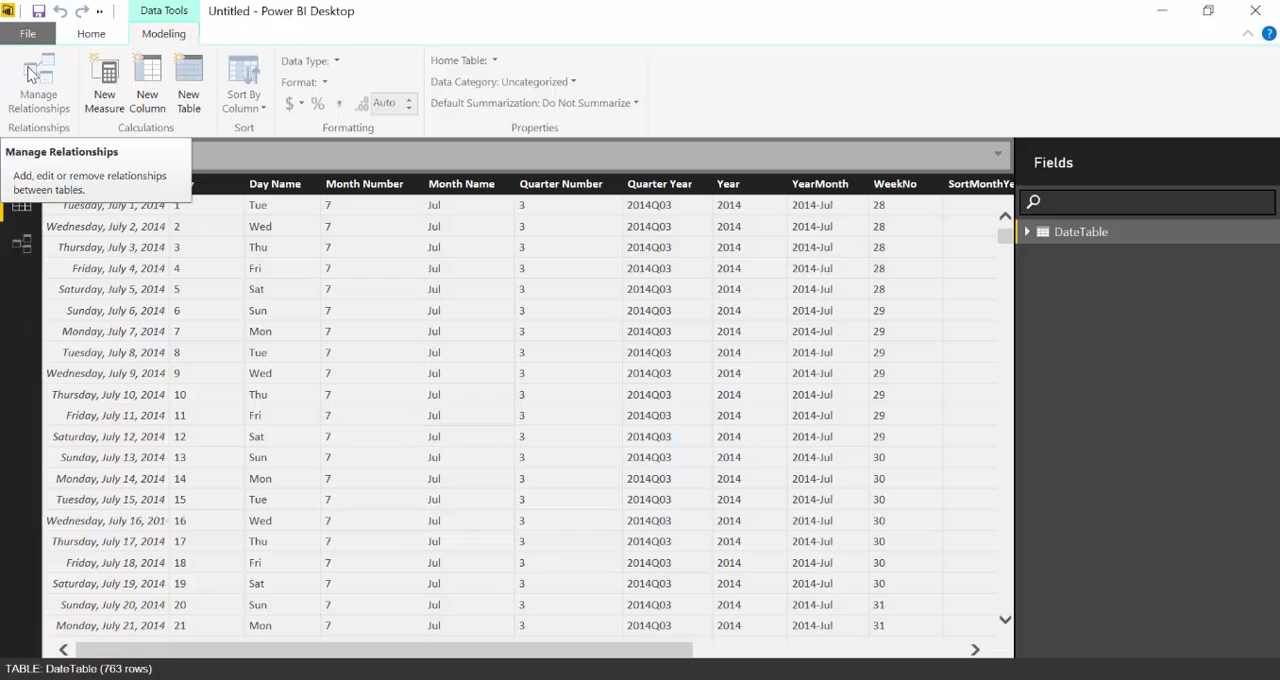 Data Tools
Untitled - Power BI Desktop
File
Home
Modeling
?
Manage Relationships
New Measure
New Column
New Table
Sort By Column
Data Type:
Format:
$ % , Auto
Home Table:
Data Category: Uncategorized
Default Summarization: Do Not Summarize
Relationships
Calculations
Sort
Formatting
Properties
Manage Relationships
Add, edit or remove relationships
between tables.
Fields
DateTable
Day Name Month Number Month Name Quarter Number Quarter Year Year YearMonth WeekNo SortMonthYe
Tuesday, July 1, 2014 1 Tue 7 Jul 3 2014Q03 2014 2014-Jul 28
Wednesday, July 2, 2014 2 Wed 7 Jul 3 2014Q03 2014 2014-Jul 28
Thursday, July 3, 2014 3 Thu 7 Jul 3 2014Q03 2014 2014-Jul 28
Friday, July 4, 2014 4 Fri 7 Jul 3 2014Q03 2014 2014-Jul 28
Saturday, July 5, 2014 5 Sat 7 Jul 3 2014Q03 2014 2014-Jul 28
Sunday, July 6, 2014 6 Sun 7 Jul 3 2014Q03 2014 2014-Jul 29
Monday, July 7, 2014 7 Mon 7 Jul 3 2014Q03 2014 2014-Jul 29
Tuesday, July 8, 2014 8 Tue 7 Jul 3 2014Q03 2014 2014-Jul 29
Wednesday, July 9, 2014 9 Wed 7 Jul 3 2014Q03 2014 2014-Jul 29
Thursday, July 10, 2014 10 Thu 7 Jul 3 2014Q03 2014 2014-Jul 29
Friday, July 11, 2014 11 Fri 7 Jul 3 2014Q03 2014 2014-Jul 29
Saturday, July 12, 2014 12 Sat 7 Jul 3 2014Q03 2014 2014-Jul 29
Sunday, July 13, 2014 13 Sun 7 Jul 3 2014Q03 2014 2014-Jul 30
Monday, July 14, 2014 14 Mon 7 Jul 3 2014Q03 2014 2014-Jul 30
Tuesday, July 15, 2014 15 Tue 7 Jul 3 2014Q03 2014 2014-Jul 30
Wednesday, July 16, 201 16 Wed 7 Jul 3 2014Q03 2014 2014-Jul 30
Thursday, July 17, 2014 17 Thu 7 Jul 3 2014Q03 2014 2014-Jul 30
Friday, July 18, 2014 18 Fri 7 Jul 3 2014Q03 2014 2014-Jul 30
Saturday, July 19, 2014 19 Sat 7 Jul 3 2014Q03 2014 2014-Jul 30
Sunday, July 20, 2014 20 Sun 7 Jul 3 2014Q03 2014 2014-Jul 31
Monday, July 21, 2014 21 Mon 7 Jul 3 2014Q03 2014 2014-Jul 31
TABLE: DateTable (763 rows)